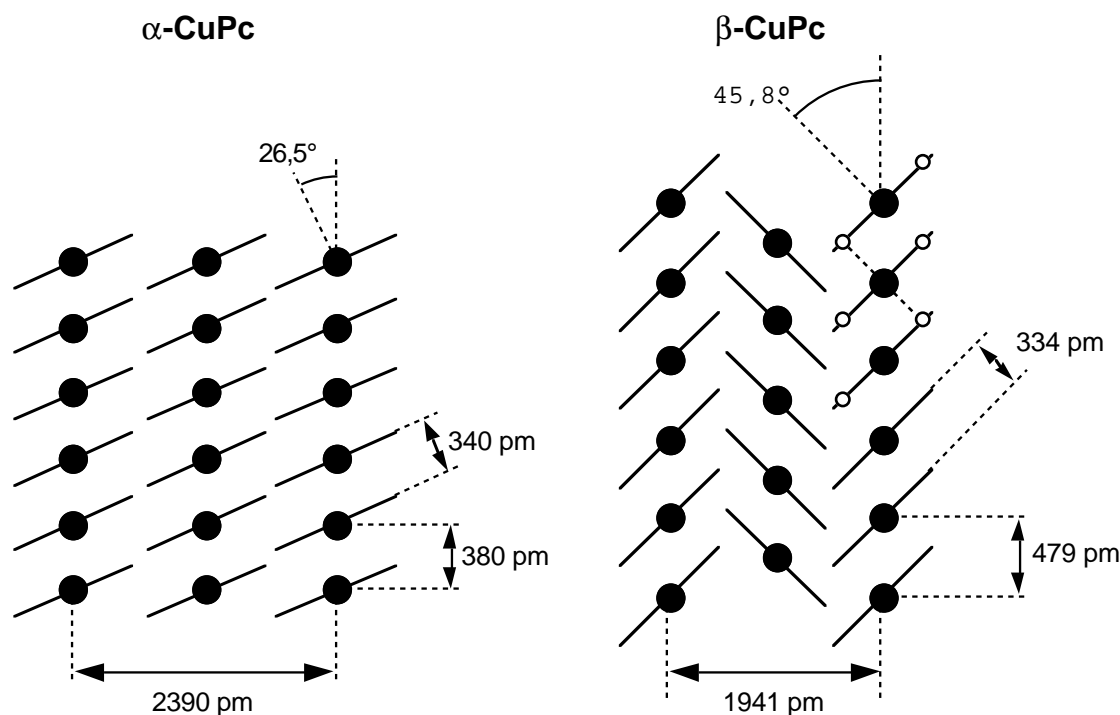 α-CuPc
β-CuPc
45,8°
26,5°
334 pm
340 pm
380 pm
479 pm
2390 pm
1941 pm